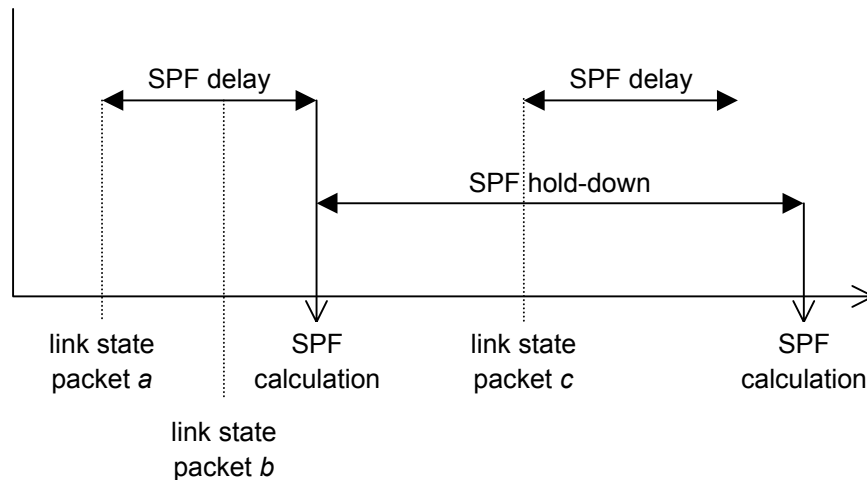 SPF delay
SPF delay
SPF hold-down
link state
packet a
SPF
calculation
link state
packet c
SPF
calculation
link state
packet b